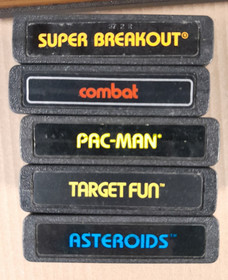 SUPER BREAKOUT®
combat
PAC-MAN
TARGET FUN™
ASTEROIDS™